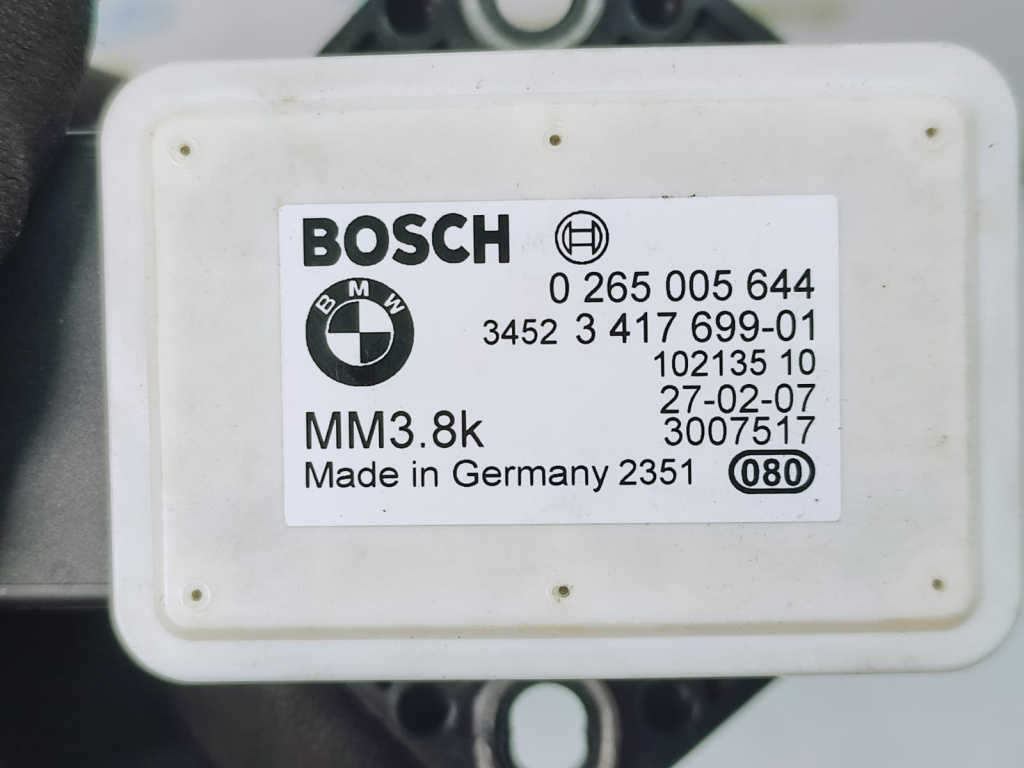 BOSCH
0 265 005 644
BMW
3452 3 417 699-01
102135 10
27-02-07
MM3.8k
3007517
Made in Germany 2351 080